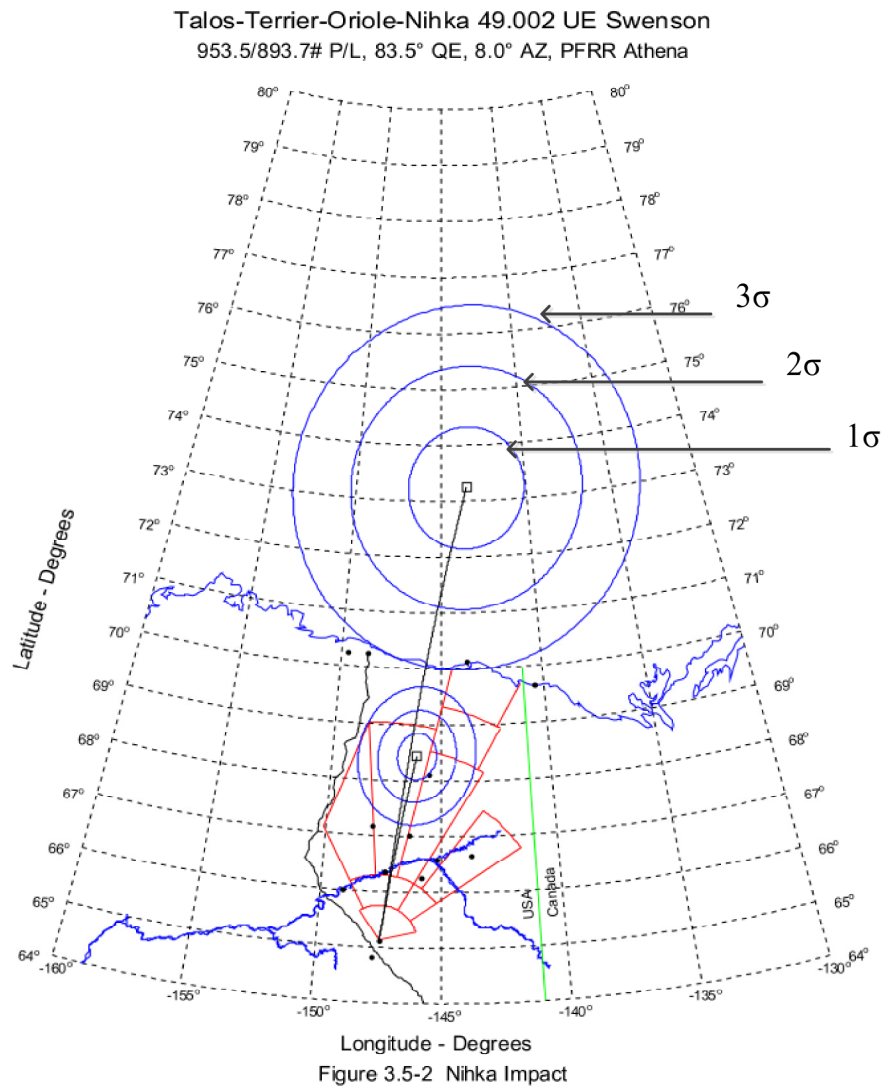 Talos-Terrier-Oriole-Nihka 49.002 UE Swenson
953.5/893.7# P/L, 83.5° QE, 8.0° AZ, PFRR Athena
80° 80°
79° 79°
78° 78°
77° 77°
76° 76°
3σ
75° 75°
2σ
74° 74°
1σ
73° 73°
72° 72°
71° 71°
70° 70°
69° 69°
68° 68°
67° 67°
66° 66°
65° 65°
64° 64°
Latitude - Degrees
USA
Canada
-160° -155° -150° -145° -140° -135° -130°
Longitude - Degrees
Figure 3.5-2 Nihka Impact